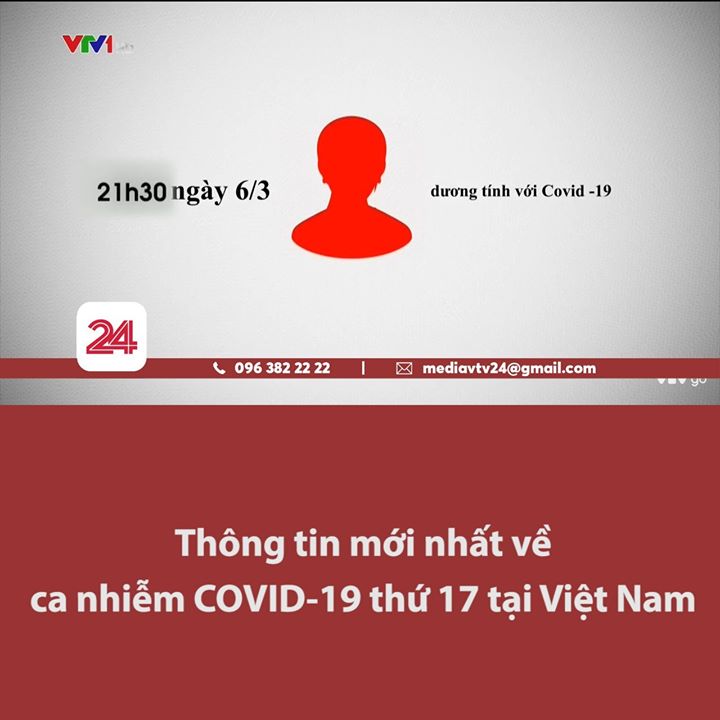 VTV1
21h30 ngày 6/3
dương tính với Covid -19
24
096 382 22 22 | mediavtv24@gmail.com
Thông tin mới nhất về
ca nhiễm COVID-19 thứ 17 tại Việt Nam